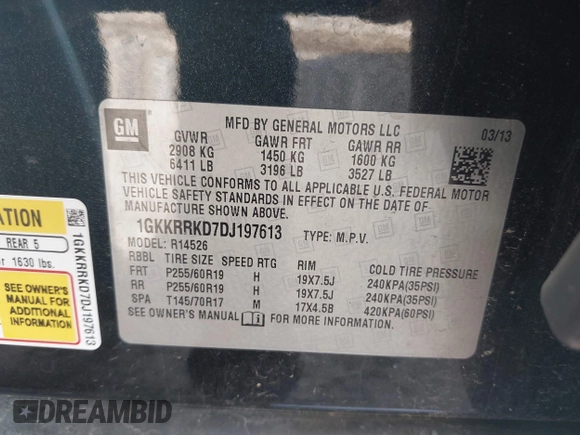 GM
MFD BY GENERAL MOTORS LLC
03/13
GVWR GAWR FRT GAWR RR
2908 KG 1450 KG 1600 KG
6411 LB 3196 LB 3527 LB
THIS VEHICLE CONFORMS TO ALL APPLICABLE U.S. FEDERAL MOTOR
VEHICLE SAFETY STANDARDS IN EFFECT ON THE DATE OF
MANUFACTURE SHOWN ABOVE.
1GKKRRKD7DJ197613 TYPE: M.P.V.
MODEL: R14526
RBBL TIRE SIZE SPEED RTG RIM COLD TIRE PRESSURE
FRT P255/60R19 H 19X7.5J 240KPA(35PSI)
RR P255/60R19 H 19X7.5J 240KPA(35PSI)
SPA T145/70R17 M 17X4.5B 420KPA(60PSI)
SEE OWNER'S MANUAL FOR MORE INFORMATION.
REAR 5
r 1630 lbs.
SEE OWNER'S
MANUAL FOR
ADDITIONAL
INFORMATION
1GKKRRKD7DJ197613
DREAMBID